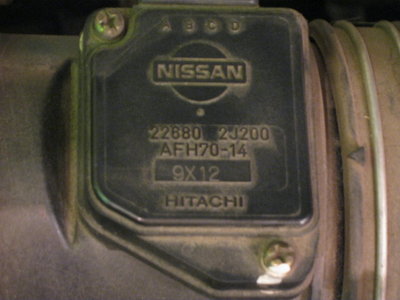 A B C D
NISSAN
22680 2J200
AFH70-14
9X12
HITACHI